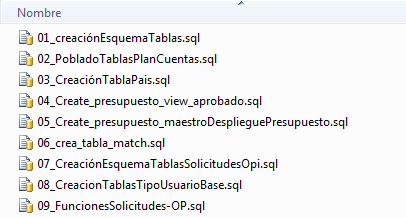 Nombre
01_creaciónEsquemaTablas.sql
02_PobladoTablasPlanCuentas.sql
03_CreaciónTablaPais.sql
04_Create_presupuesto_view_aprobado.sql
05_Create_presupuesto_maestroDesplieguePresupuesto.sql
06_crea_tabla_match.sql
07_CreaciónEsquemaTablasSolicitudesOpi.sql
08_CreacionTablasTipoUsuarioBase.sql
09_FuncionesSolicitudes-OP.sql